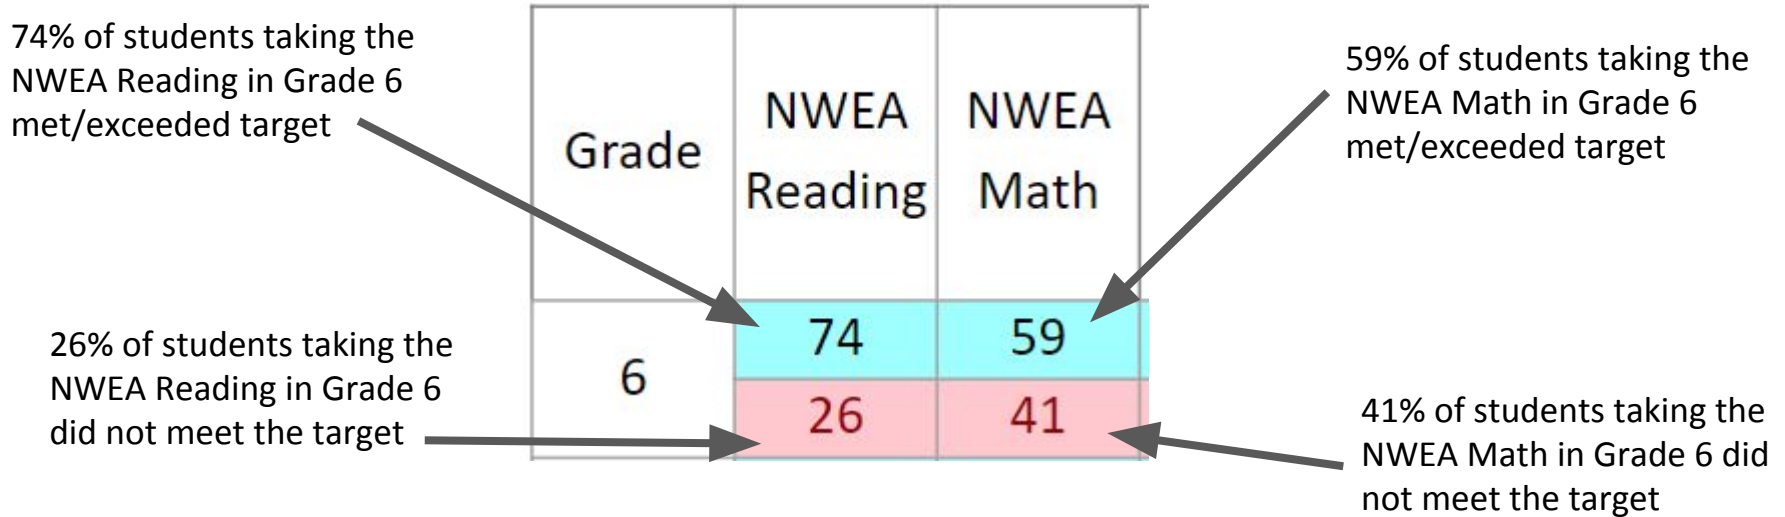 74% of students taking the
NWEA Reading in Grade 6
met/exceeded target
26% of students taking the
NWEA Reading in Grade 6
did not meet the target
Grade
NWEA
Reading
NWEA
Math
6
74
59
26
41
59% of students taking the
NWEA Math in Grade 6
met/exceeded target
41% of students taking the
NWEA Math in Grade 6 did
not meet the target